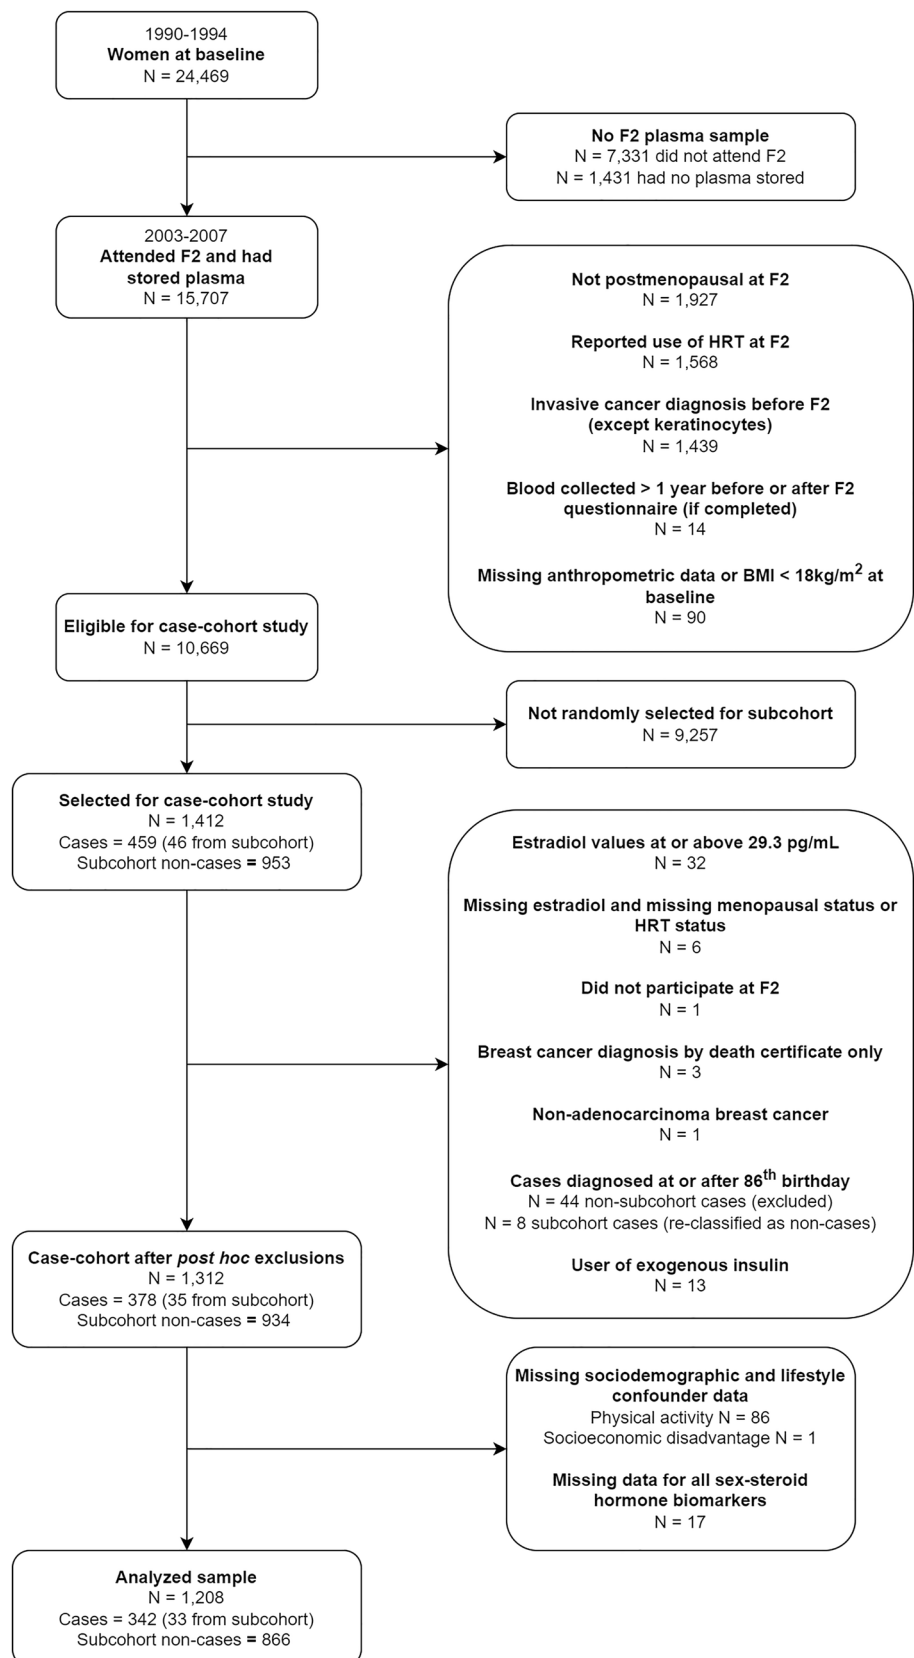 1990-1994
Women at baseline
N = 24,469
No F2 plasma sample
N = 7,331 did not attend F2
N = 1,431 had no plasma stored
2003-2007
Attended F2 and had
stored plasma
N = 15,707
Not postmenopausal at F2
N = 1,927
Reported use of HRT at F2
N = 1,568
Invasive cancer diagnosis before F2
(except keratinocytes)
N = 1,439
Blood collected > 1 year before or after F2
questionnaire (if completed)
N = 14
Missing anthropometric data or BMI < 18kg/m² at
baseline
N = 90
Eligible for case-cohort study
N = 10,669
Not randomly selected for subcohort
N = 9,257
Selected for case-cohort study
N = 1,412
Cases = 459 (46 from subcohort)
Subcohort non-cases = 953
Estradiol values at or above 29.3 pg/mL
N = 32
Missing estradiol and missing menopausal status or
HRT status
N = 6
Did not participate at F2
N = 1
Breast cancer diagnosis by death certificate only
N = 3
Non-adenocarcinoma breast cancer
N = 1
Cases diagnosed at or after 86th birthday
N = 44 non-subcohort cases (excluded)
N = 8 subcohort cases (re-classified as non-cases)
User of exogenous insulin
N = 13
Case-cohort after post hoc exclusions
N = 1,312
Cases = 378 (35 from subcohort)
Subcohort non-cases = 934
Missing sociodemographic and lifestyle
confounder data
Physical activity N = 86
Socioeconomic disadvantage N = 1
Missing data for all sex-steroid
hormone biomarkers
N = 17
Analyzed sample
N = 1,208
Cases = 342 (33 from subcohort)
Subcohort non-cases = 866